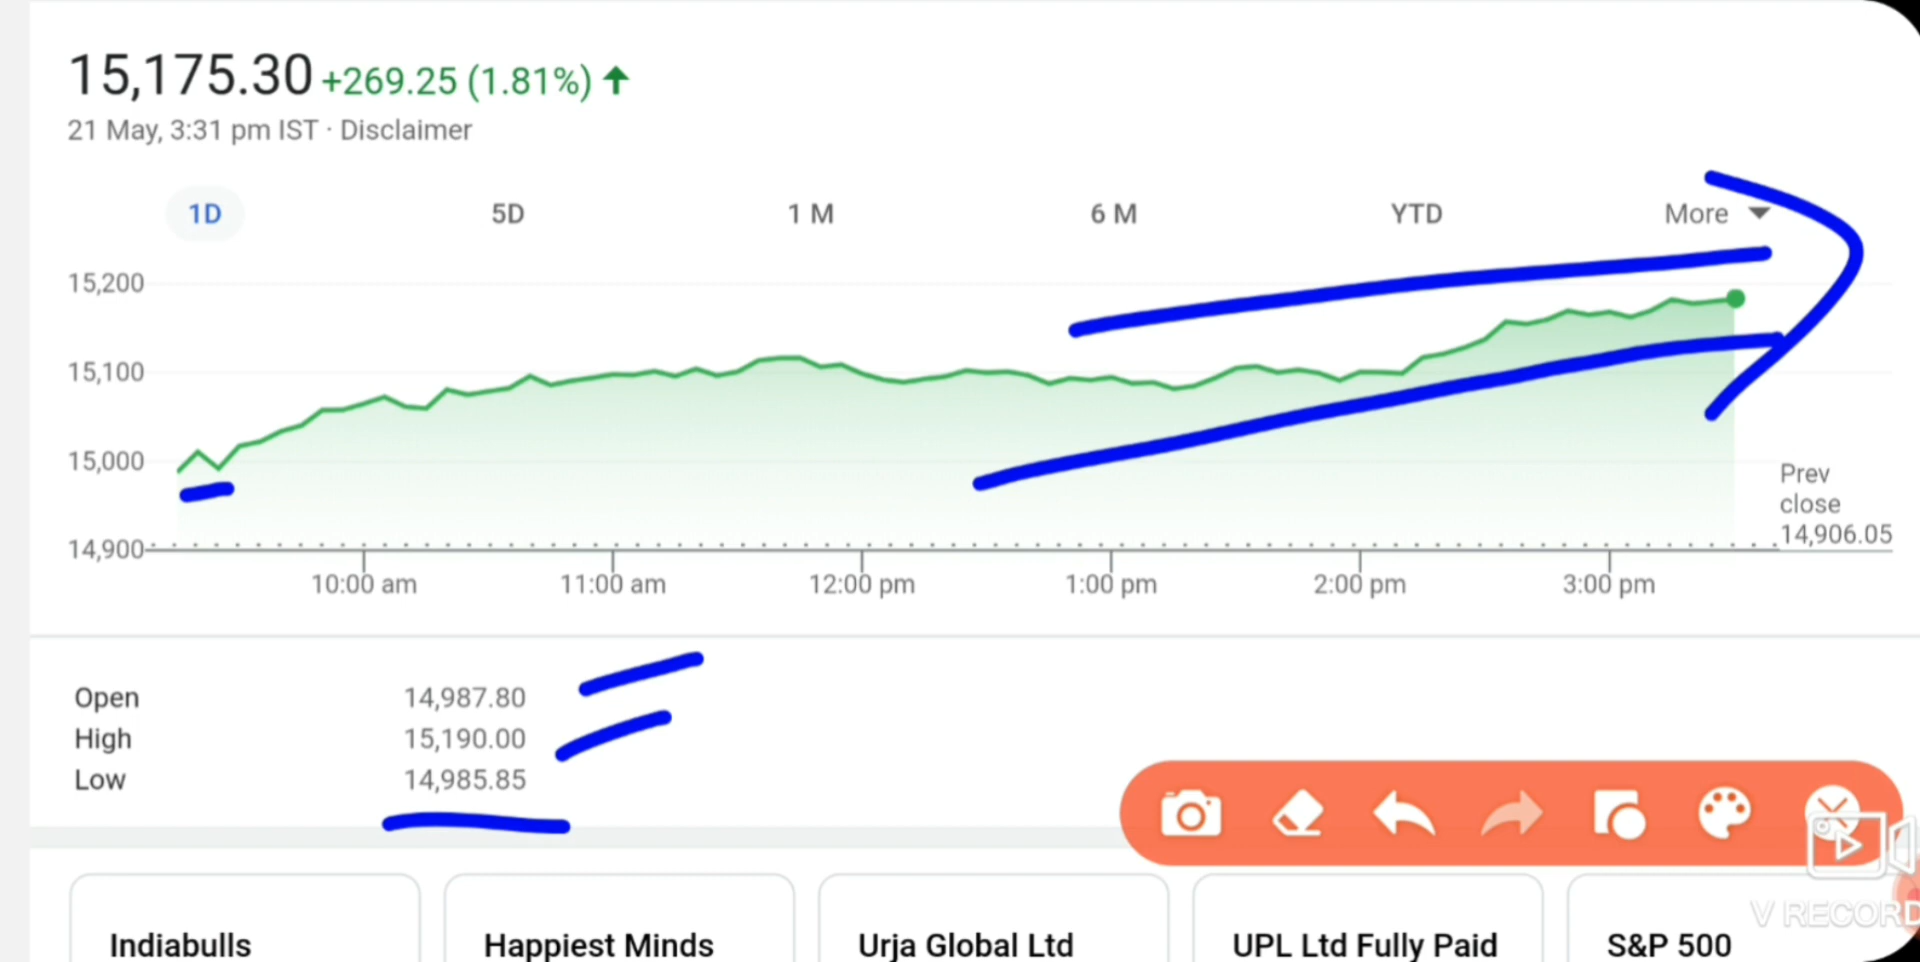 15,175.30 +269.25 (1.81%)
21 May, 3:31 pm IST · Disclaimer
1D 5D 1 M 6 M YTD More
15,200
15,100
15,000
14,900
Prev
close
14,906.05
10:00 am 11:00 am 12:00 pm 1:00 pm 2:00 pm 3:00 pm
Open 14,987.80
High 15,190.00
Low 14,985.85
V RECORD
Indiabulls Happiest Minds Urja Global Ltd UPL Ltd Fully Paid S&P 500